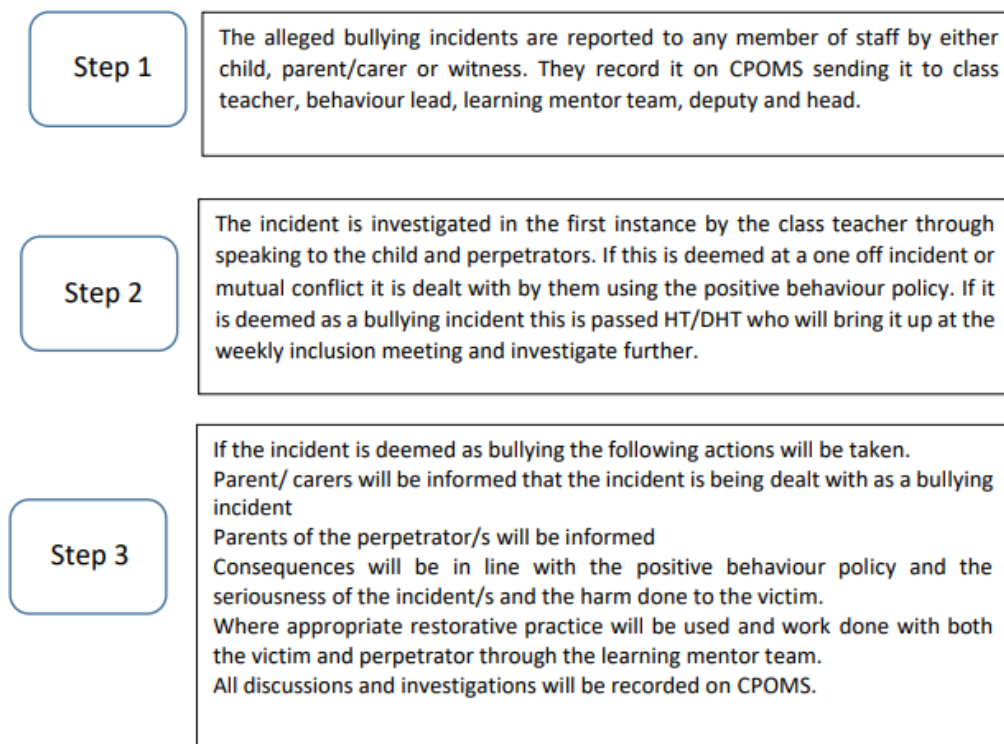 Step 1
The alleged bullying incidents are reported to any member of staff by either
child, parent/carer or witness. They record it on CPOMS sending it to class
teacher, behaviour lead, learning mentor team, deputy and head.
Step 2
The incident is investigated in the first instance by the class teacher through
speaking to the child and perpetrators. If this is deemed at a one off incident or
mutual conflict it is dealt with by them using the positive behaviour policy. If it
is deemed as a bullying incident this is passed HT/DHT who will bring it up at the
weekly inclusion meeting and investigate further.
Step 3
If the incident is deemed as bullying the following actions will be taken.
Parent/ carers will be informed that the incident is being dealt with as a bullying
incident
Parents of the perpetrator/s will be informed
Consequences will be in line with the positive behaviour policy and the
seriousness of the incident/s and the harm done to the victim.
Where appropriate restorative practice will be used and work done with both
the victim and perpetrator through the learning mentor team.
All discussions and investigations will be recorded on CPOMS.